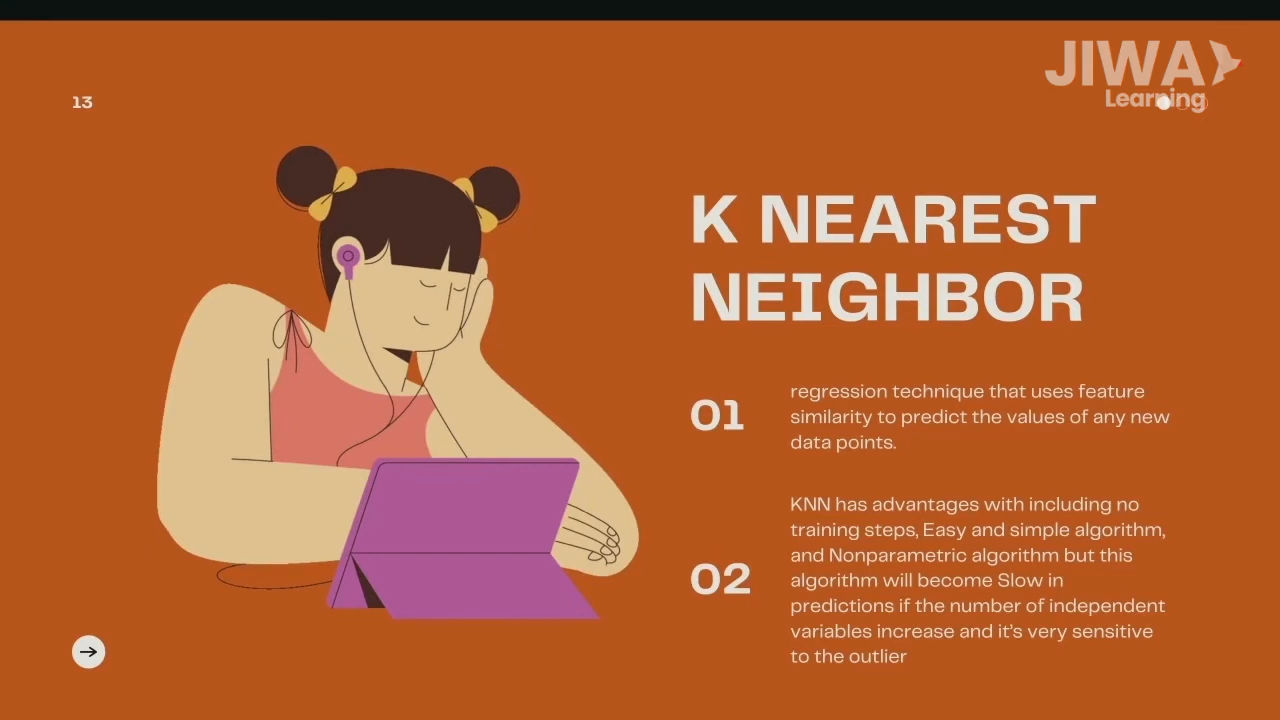 JIWA
Learning
13
K NEAREST
NEIGHBOR
01
regression technique that uses feature
similarity to predict the values of any new
data points.
02
KNN has advantages with including no
training steps, Easy and simple algorithm,
and Nonparametric algorithm but this
algorithm will become Slow in
predictions if the number of independent
variables increase and it's very sensitive
to the outlier